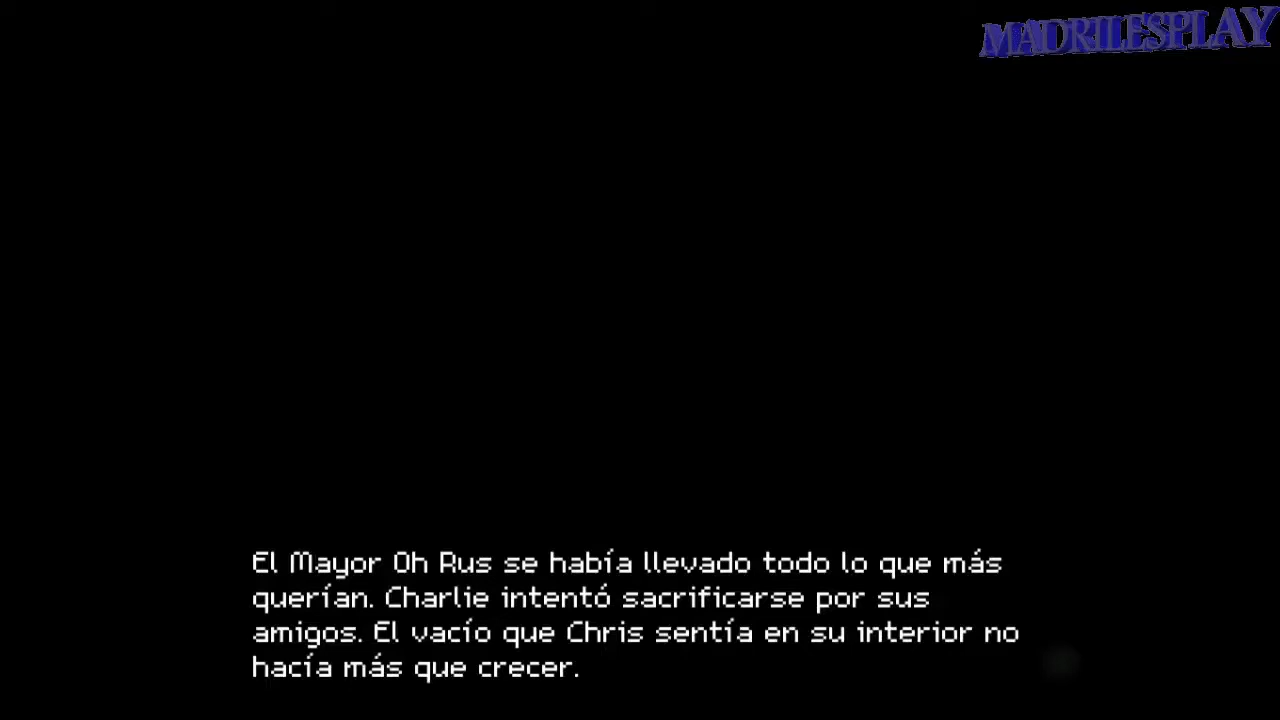 MADRILESPLAY
El Mayor Oh Rus se había llevado todo lo que más
querían. Charlie intentó sacrificarse por sus
amigos. El vacío que Chris sentía en su interior no
hacía más que crecer.